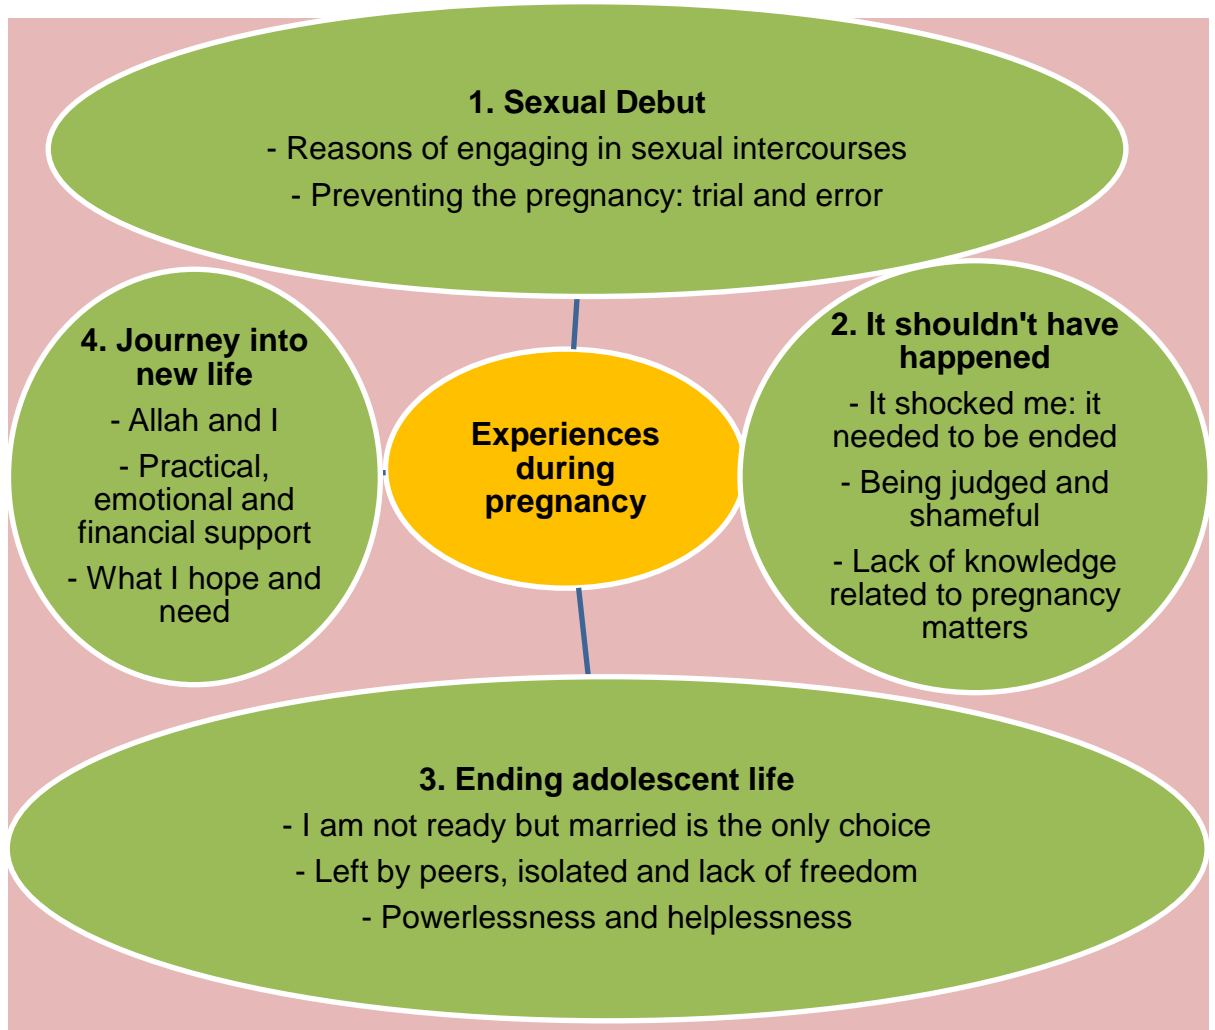 1. Sexual Debut
- Reasons of engaging in sexual intercourses
- Preventing the pregnancy: trial and error
4. Journey into
new life
- Allah and I
- Practical,
emotional and
financial support
- What I hope and
need
Experiences
during
pregnancy
2. It shouldn't have
happened
- It shocked me: it
needed to be ended
- Being judged and
shameful
- Lack of knowledge
related to pregnancy
matters
3. Ending adolescent life
- I am not ready but married is the only choice
- Left by peers, isolated and lack of freedom
- Powerlessness and helplessness